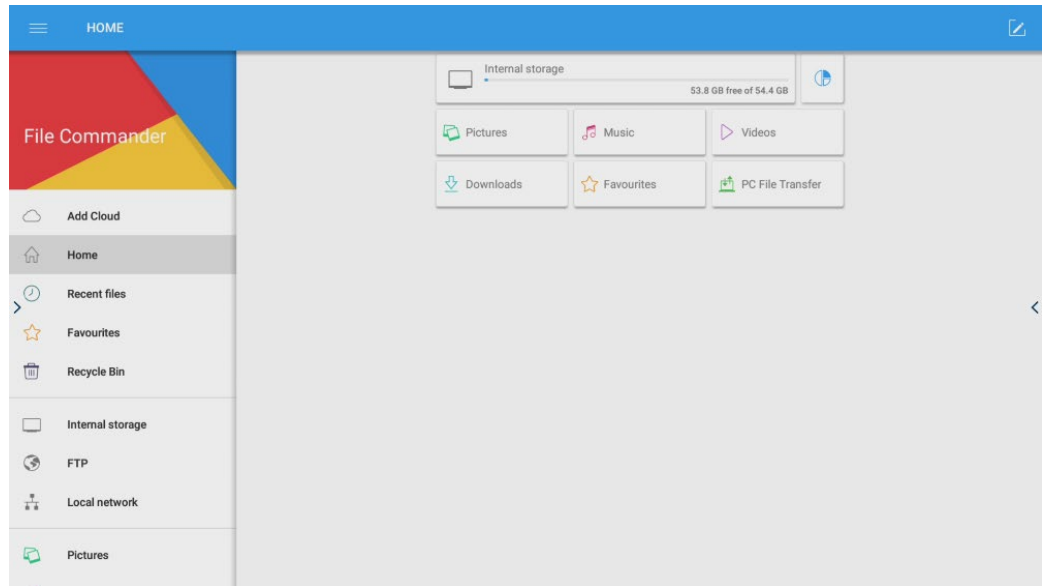 HOME
File Commander
Add Cloud
Home
Recent files
Favourites
Recycle Bin
Internal storage
FTP
Local network
Pictures
Internal storage
53.8 GB free of 54.4 GB
Pictures
Music
Videos
Downloads
Favourites
PC File Transfer